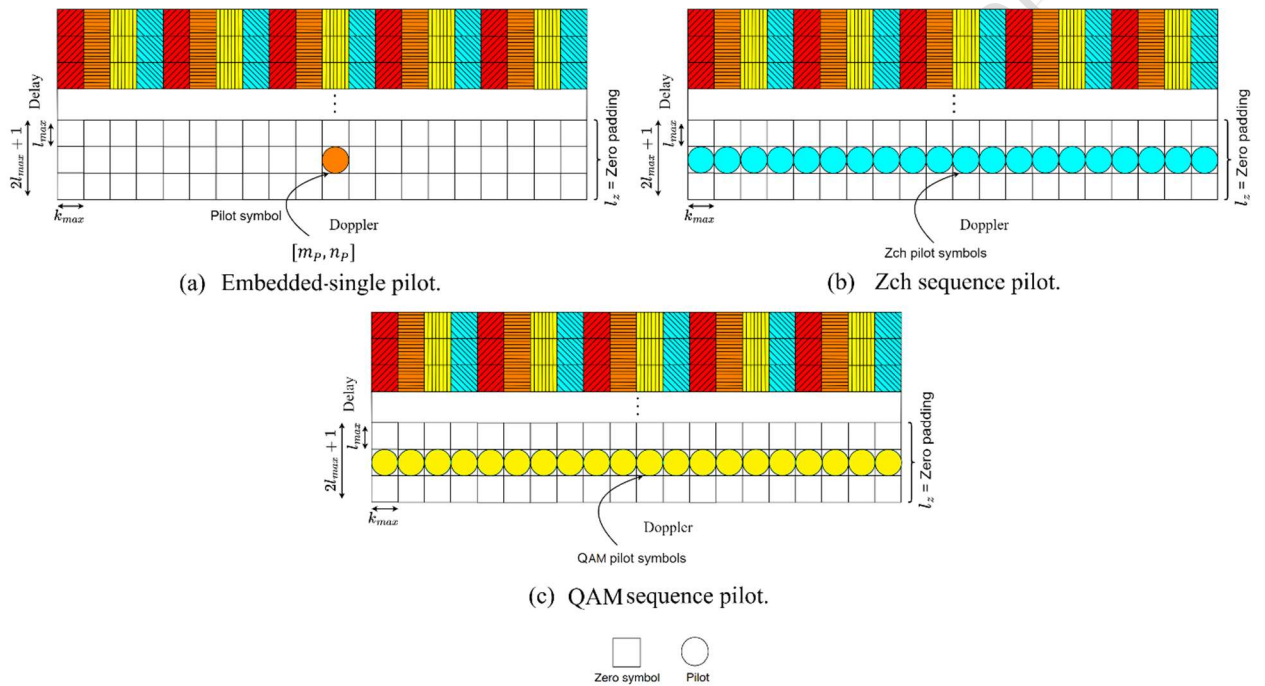 Delay
⋮
2l_max + 1
l_max
l_z = Zero padding
k_max
Pilot symbol
Doppler
[m_P, n_P]
(a) Embedded-single pilot.
Delay
⋮
2l_max + 1
l_max
l_z = Zero padding
k_max
Doppler
Zch pilot symbols
(b) Zch sequence pilot.
Delay
⋮
2l_max + 1
l_max
l_z = Zero padding
k_max
Doppler
QAM pilot symbols
(c) QAM sequence pilot.
Zero symbol
Pilot